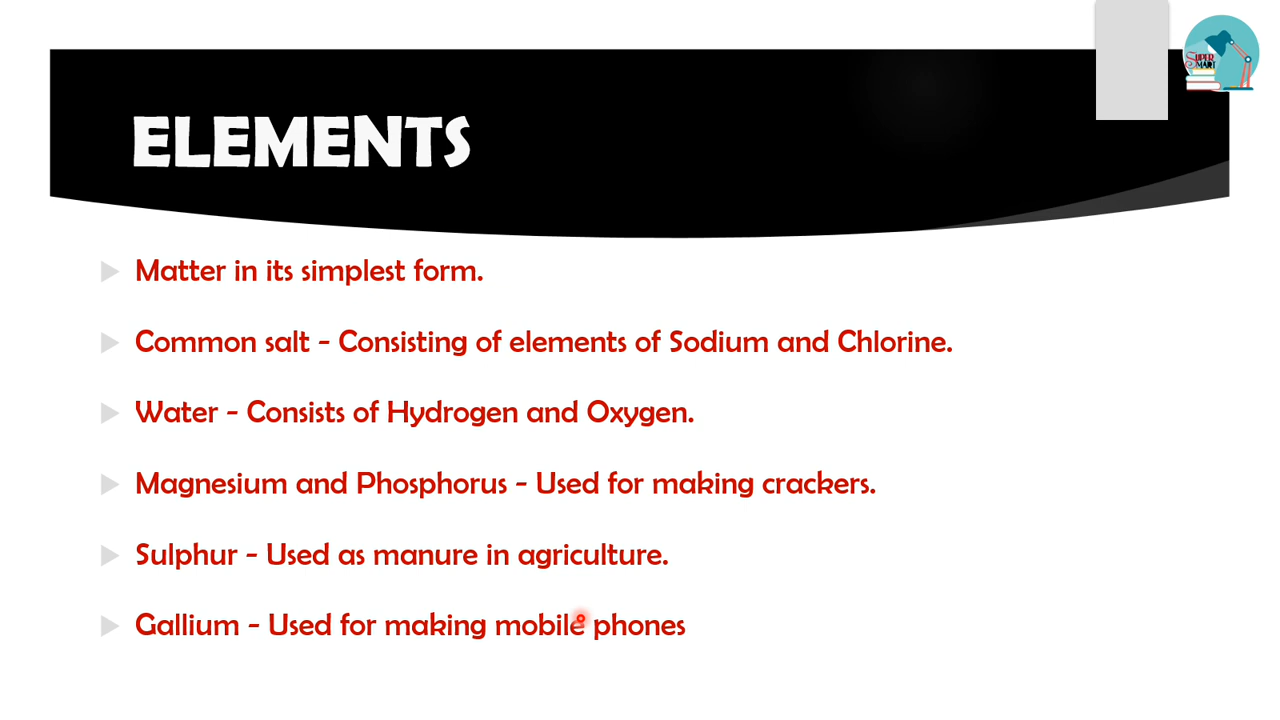 SUPER
SMART
ELEMENTS
Matter in its simplest form.
Common salt - Consisting of elements of Sodium and Chlorine.
Water - Consists of Hydrogen and Oxygen.
Magnesium and Phosphorus - Used for making crackers.
Sulphur - Used as manure in agriculture.
Gallium - Used for making mobile phones